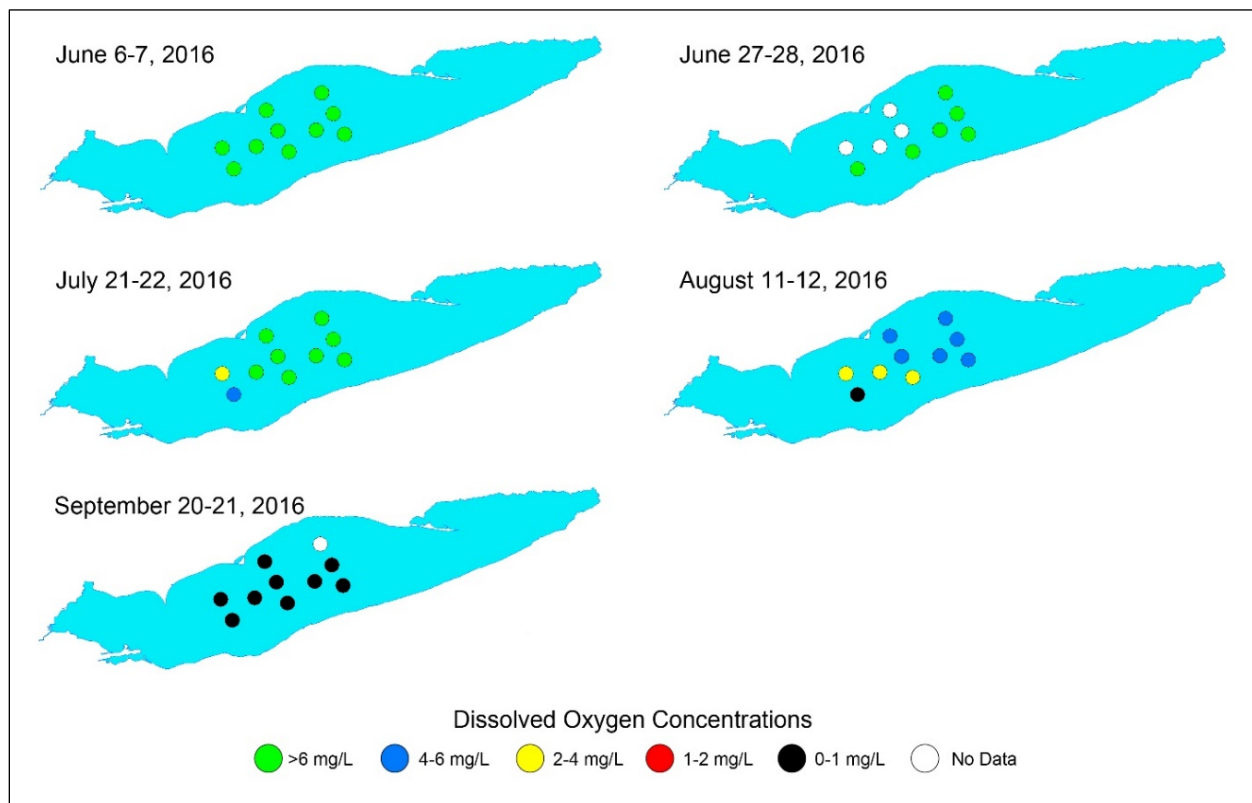 June 6-7, 2016
June 27-28, 2016
July 21-22, 2016
August 11-12, 2016
September 20-21, 2016
Dissolved Oxygen Concentrations
>6 mg/L 4-6 mg/L 2-4 mg/L 1-2 mg/L 0-1 mg/L No Data